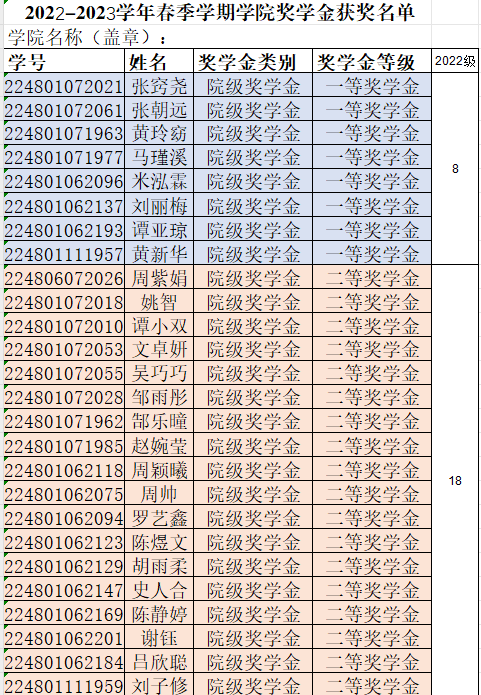 2022-2023学年春季学期学院奖学金获奖名单
学院名称（盖章）：
学号 姓名 奖学金类别 奖学金等级 2022级
224801072021 张窍尧 院级奖学金 一等奖学金
224801072061 张朝远 院级奖学金 一等奖学金
224801071963 黄玲窈 院级奖学金 一等奖学金
224801071977 马瑾溪 院级奖学金 一等奖学金
8
224801062096 米泓霖 院级奖学金 一等奖学金
224801062137 刘丽梅 院级奖学金 一等奖学金
224801062193 谭亚琼 院级奖学金 一等奖学金
224801111957 黄新华 院级奖学金 一等奖学金
224806072026 周紫娟 院级奖学金 二等奖学金
224801072018 姚智 院级奖学金 二等奖学金
224801072010 谭小双 院级奖学金 二等奖学金
224801072053 文卓妍 院级奖学金 二等奖学金
224801072055 吴巧巧 院级奖学金 二等奖学金
224801072028 邹雨彤 院级奖学金 二等奖学金
224801071962 郜乐曈 院级奖学金 二等奖学金
224801071985 赵婉莹 院级奖学金 二等奖学金
224801062118 周颖曦 院级奖学金 二等奖学金
18
224801062075 周帅 院级奖学金 二等奖学金
224801062094 罗艺鑫 院级奖学金 二等奖学金
224801062123 陈煜文 院级奖学金 二等奖学金
224801062129 胡雨柔 院级奖学金 二等奖学金
224801062147 史人合 院级奖学金 二等奖学金
224801062169 陈静婷 院级奖学金 二等奖学金
224801062201 谢钰 院级奖学金 二等奖学金
224801062184 吕欣聪 院级奖学金 二等奖学金
224801111959 刘子修 院级奖学金 二等奖学金